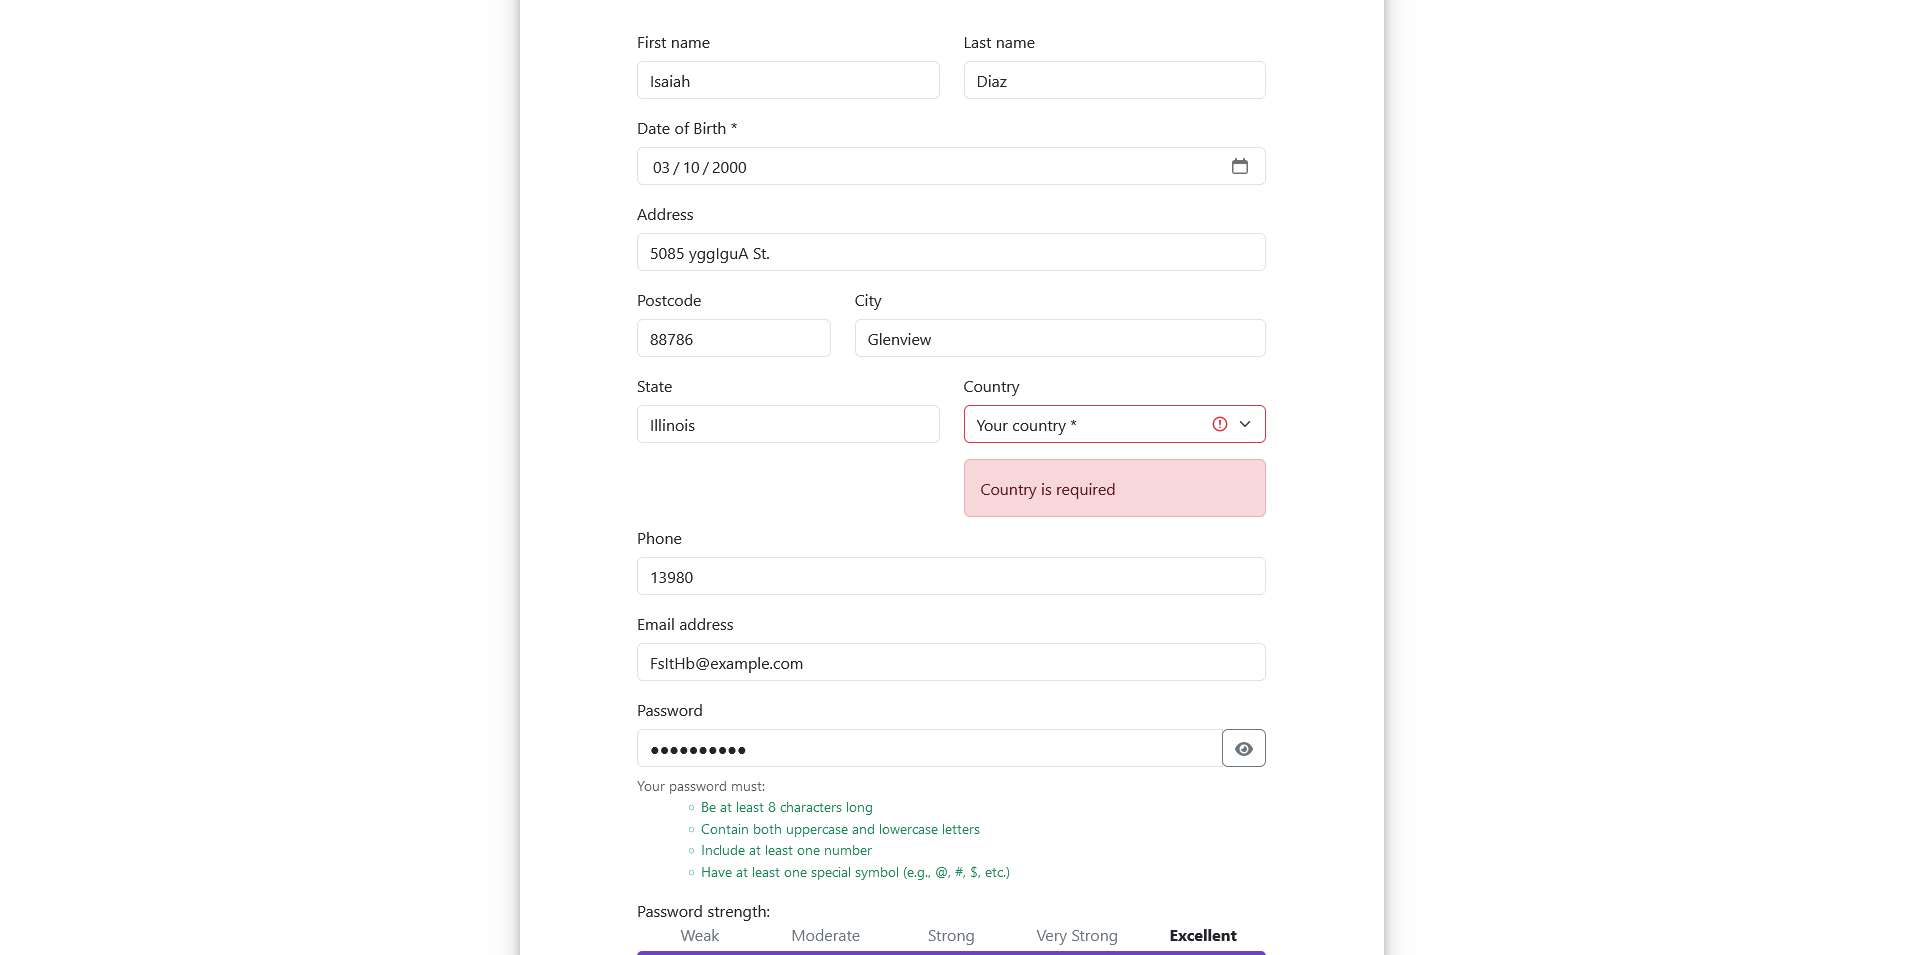 First name
Last name
Isaiah
Diaz
Date of Birth *
03 / 10 / 2000
Address
5085 yggIguA St.
Postcode
City
88786
Glenview
State
Country
Illinois
Your country *
Country is required
Phone
13980
Email address
FsItHb@example.com
Password
Your password must:
Be at least 8 characters long
Contain both uppercase and lowercase letters
Include at least one number
Have at least one special symbol (e.g., @, #, $, etc.)
Password strength:
Weak Moderate Strong Very Strong Excellent